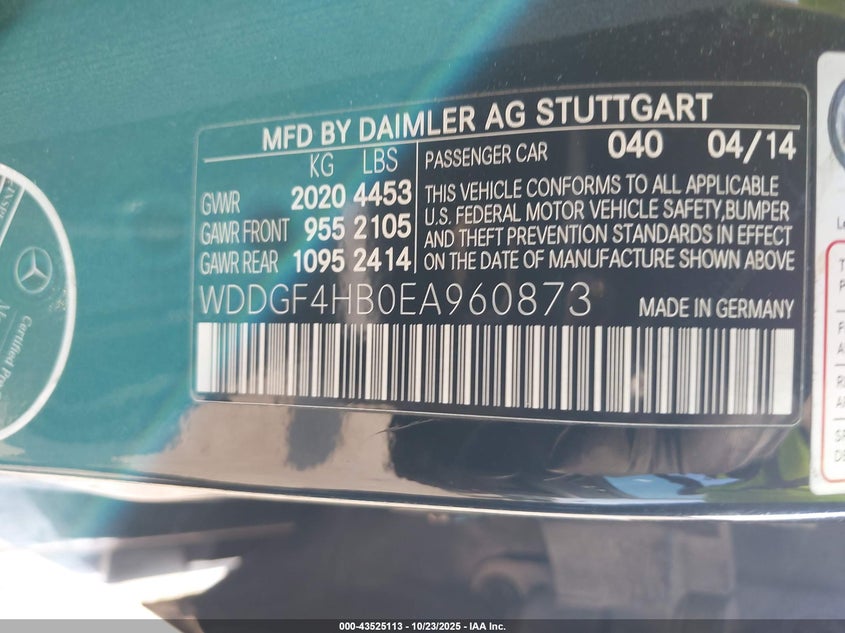 MFD BY DAIMLER AG STUTTGART
KG LBS
GVWR 2020 4453
GAWR FRONT 955 2105
GAWR REAR 1095 2414
PASSENGER CAR 040 04/14
THIS VEHICLE CONFORMS TO ALL APPLICABLE
U.S. FEDERAL MOTOR VEHICLE SAFETY,BUMPER
AND THEFT PREVENTION STANDARDS IN EFFECT
ON THE DATE OF MANUFACTURE SHOWN ABOVE
WDDGF4HB0EA960873 MADE IN GERMANY
Certified
000-43525113 - 10/23/2025 - IAA Inc.